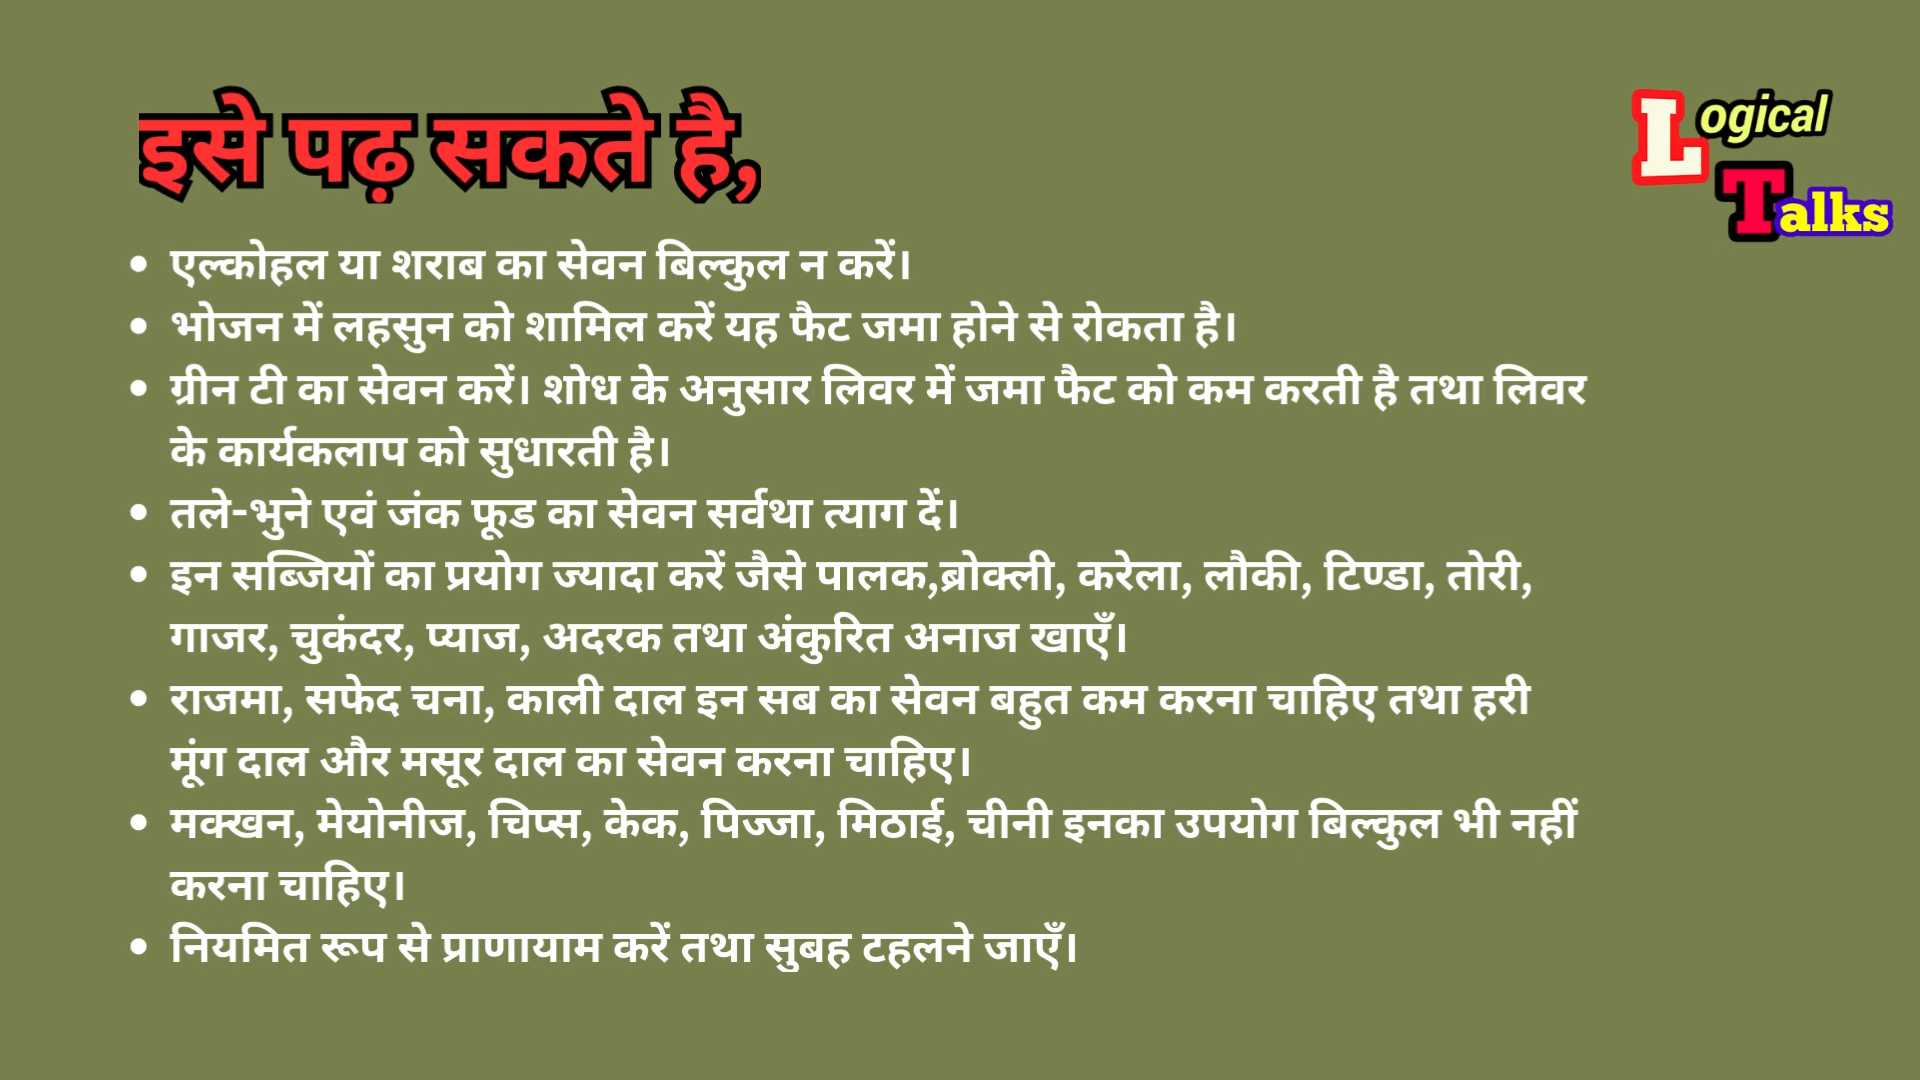 इसे पढ़ सकते है,
Logical
Talks
• एल्कोहल या शराब का सेवन बिल्कुल न करें।
• भोजन में लहसुन को शामिल करें यह फैट जमा होने से रोकता है।
• ग्रीन टी का सेवन करें। शोध के अनुसार लिवर में जमा फैट को कम करती है तथा लिवर
के कार्यकलाप को सुधारती है।
• तले-भुने एवं जंक फूड का सेवन सर्वथा त्याग दें।
• इन सब्जियों का प्रयोग ज्यादा करें जैसे पालक,ब्रोक्ली, करेला, लौकी, टिण्डा, तोरी,
गाजर, चुकंदर, प्याज, अदरक तथा अंकुरित अनाज खाएँ।
• राजमा, सफेद चना, काली दाल इन सब का सेवन बहुत कम करना चाहिए तथा हरी
मूंग दाल और मसूर दाल का सेवन करना चाहिए।
• मक्खन, मेयोनीज, चिप्स, केक, पिज्जा, मिठाई, चीनी इनका उपयोग बिल्कुल भी नहीं
करना चाहिए।
• नियमित रूप से प्राणायाम करें तथा सुबह टहलने जाएँ।